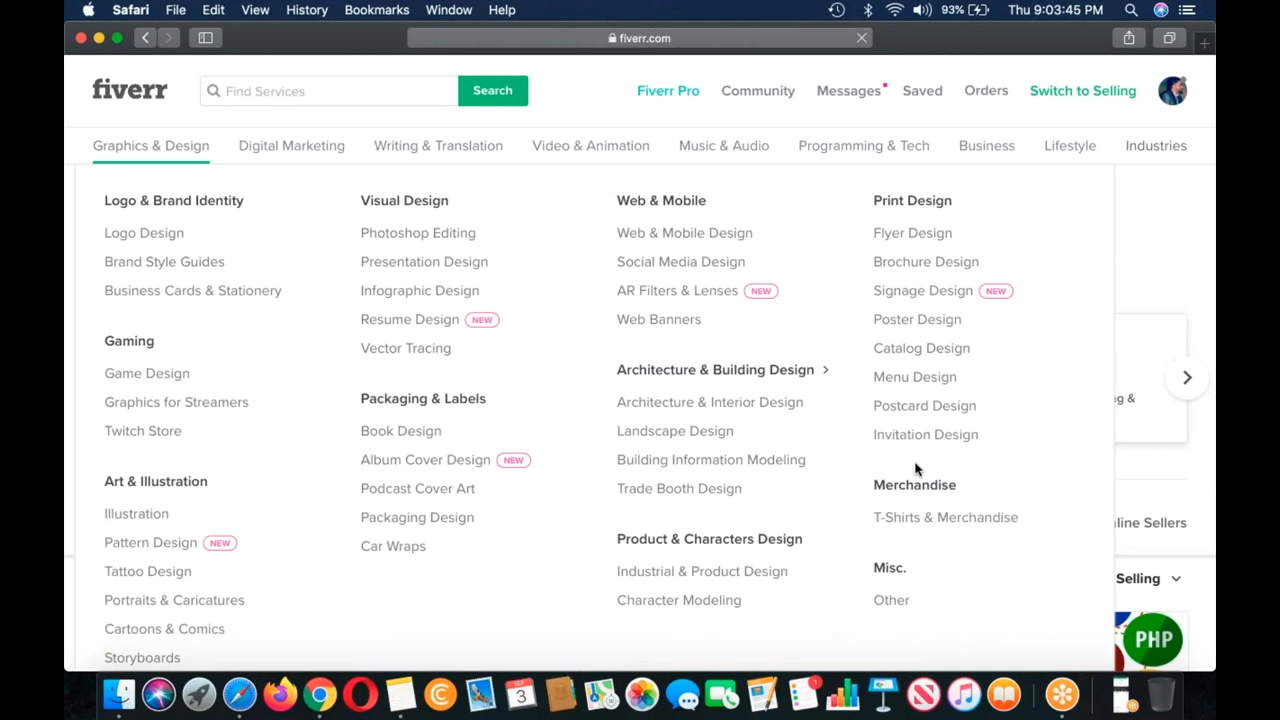 Safari File Edit View History Bookmarks Window Help 93% Thu 9:03:45 PM
fiverr.com
fiverr Find Services Search Fiverr Pro Community Messages Saved Orders Switch to Selling
Graphics & Design Digital Marketing Writing & Translation Video & Animation Music & Audio Programming & Tech Business Lifestyle Industries
Logo & Brand Identity
Logo Design
Brand Style Guides
Business Cards & Stationery
Gaming
Game Design
Graphics for Streamers
Twitch Store
Art & Illustration
Illustration
Pattern Design NEW
Tattoo Design
Portraits & Caricatures
Cartoons & Comics
Storyboards
Visual Design
Photoshop Editing
Presentation Design
Infographic Design
Resume Design NEW
Vector Tracing
Packaging & Labels
Book Design
Album Cover Design NEW
Podcast Cover Art
Packaging Design
Car Wraps
Web & Mobile
Web & Mobile Design
Social Media Design
AR Filters & Lenses NEW
Web Banners
Architecture & Building Design
Architecture & Interior Design
Landscape Design
Building Information Modeling
Trade Booth Design
Product & Characters Design
Industrial & Product Design
Character Modeling
Print Design
Flyer Design
Brochure Design
Signage Design NEW
Poster Design
Catalog Design
Menu Design
Postcard Design
Invitation Design
Merchandise
T-Shirts & Merchandise
Misc.
Other
g &
line Sellers
Selling
PHP
3
1